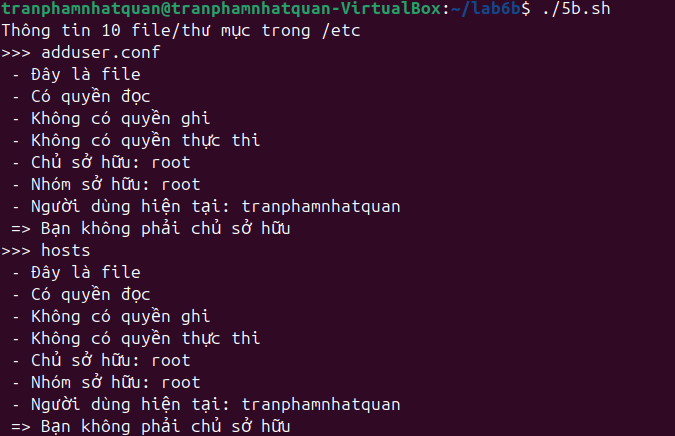 tranphamnhatquan@tranphamnhatquan-VirtualBox:~/lab6b$ ./5b.sh
Thông tin 10 file/thư mục trong /etc
>>> adduser.conf
 - Đây là file
 - Có quyền đọc
 - Không có quyền ghi
 - Không có quyền thực thi
 - Chủ sở hữu: root
 - Nhóm sở hữu: root
 - Người dùng hiện tại: tranphamnhatquan
 => Bạn không phải chủ sở hữu
>>> hosts
 - Đây là file
 - Có quyền đọc
 - Không có quyền ghi
 - Không có quyền thực thi
 - Chủ sở hữu: root
 - Nhóm sở hữu: root
 - Người dùng hiện tại: tranphamnhatquan
 => Bạn không phải chủ sở hữu